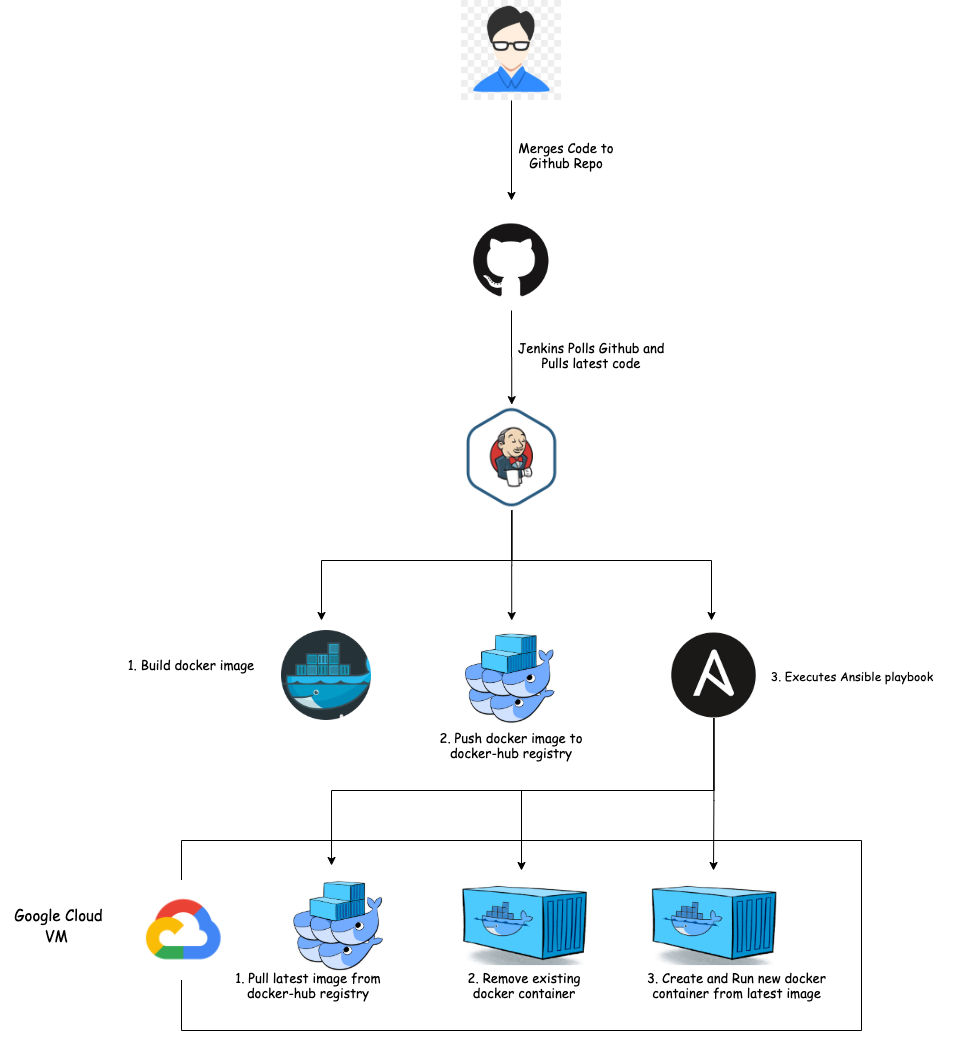 Merges Code to
Github Repo
Jenkins Polls Github and
Pulls latest code
1. Build docker image
2. Push docker image to
docker-hub registry
3. Executes Ansible playbook
Google Cloud
VM
1. Pull latest image from
docker-hub registry
2. Remove existing
docker container
3. Create and Run new docker
container from latest image